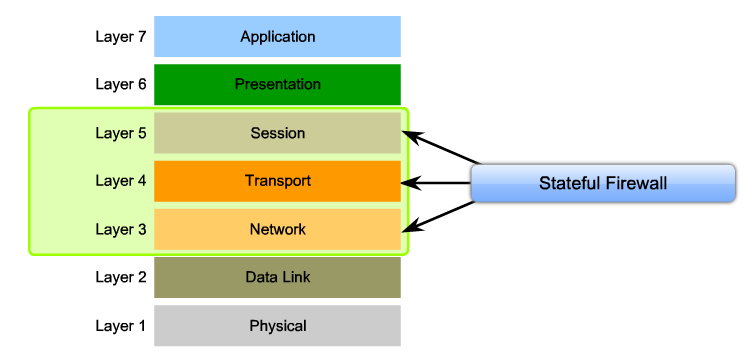 Layer 7 Application
Layer 6 Presentation
Layer 5 Session
Layer 4 Transport
Stateful Firewall
Layer 3 Network
Layer 2 Data Link
Layer 1 Physical